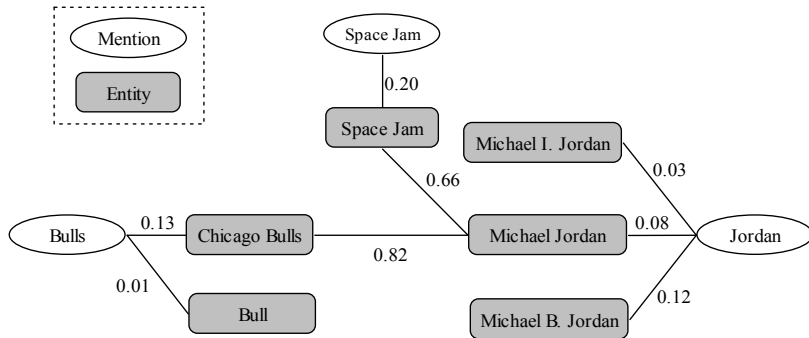 Mention
Entity
Space Jam
0.20
Space Jam
Michael I. Jordan
0.66
0.03
Bulls
0.13
Chicago Bulls
0.82
Michael Jordan
0.08
Jordan
0.01
Bull
0.12
Michael B. Jordan